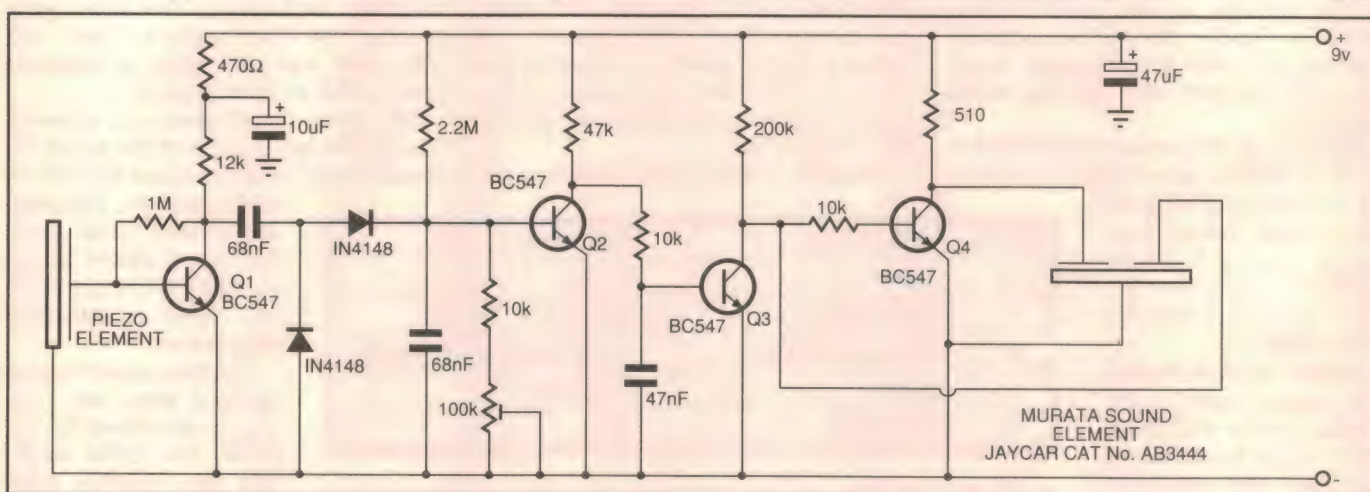 470Ω
+
10uF
12k
1M
68nF
IN4148
Q1
BC547
PIEZO
ELEMENT
IN4148
2.2M
68nF
10k
100k
47k
BC547
Q2
10k
47nF
200k
BC547
Q3
10k
510
Q4
BC547
+
47uF
+
9v
MURATA SOUND
ELEMENT
JAYCAR CAT No. AB3444
-